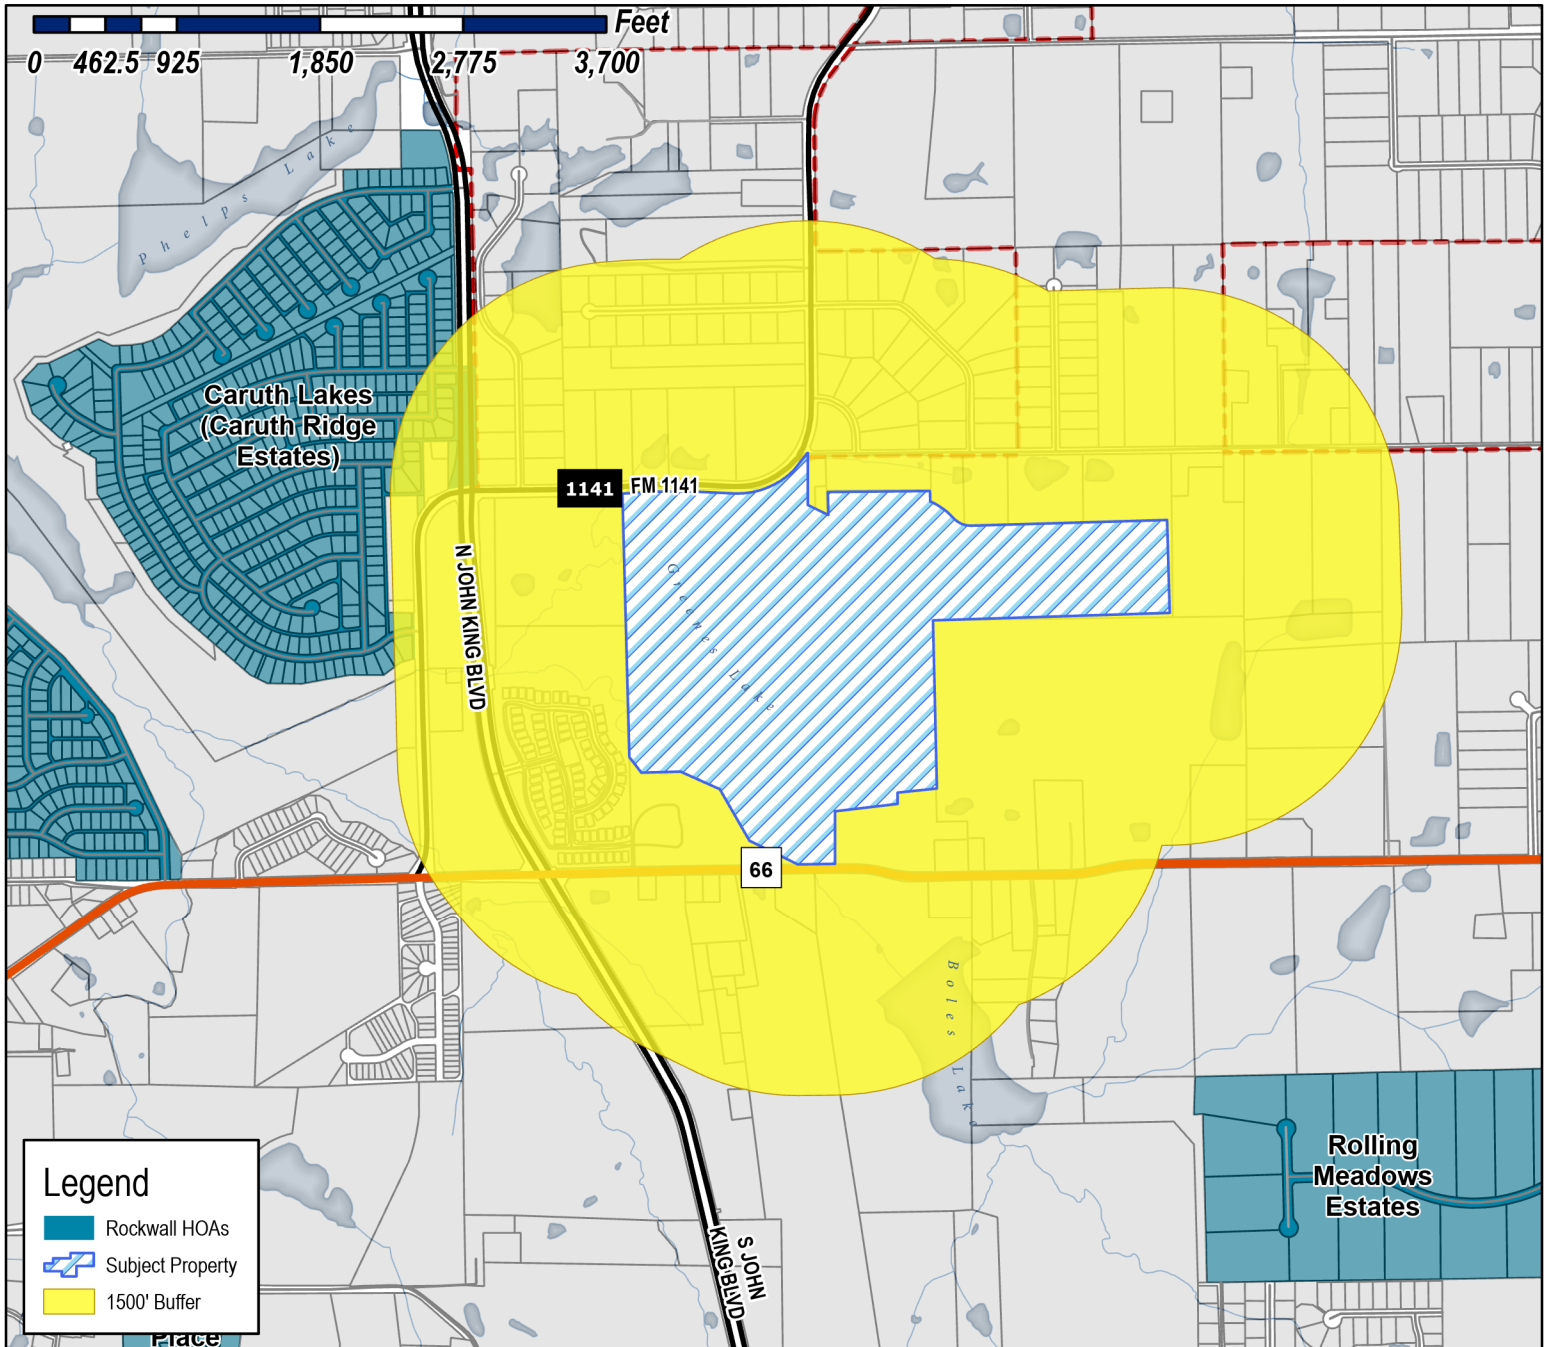 Feet
0 462.5 925 1,850 2,775 3,700
Phelps Lake
Caruth Lakes
(Caruth Ridge
Estates)
1141 FM 1141
N JOHN KING BLVD
Greenes Lake
66
Boles Lake
Rolling
Meadows
Estates
S JOHN
KING BLVD
Legend
Rockwall HOAs
Subject Property
1500' Buffer
Place